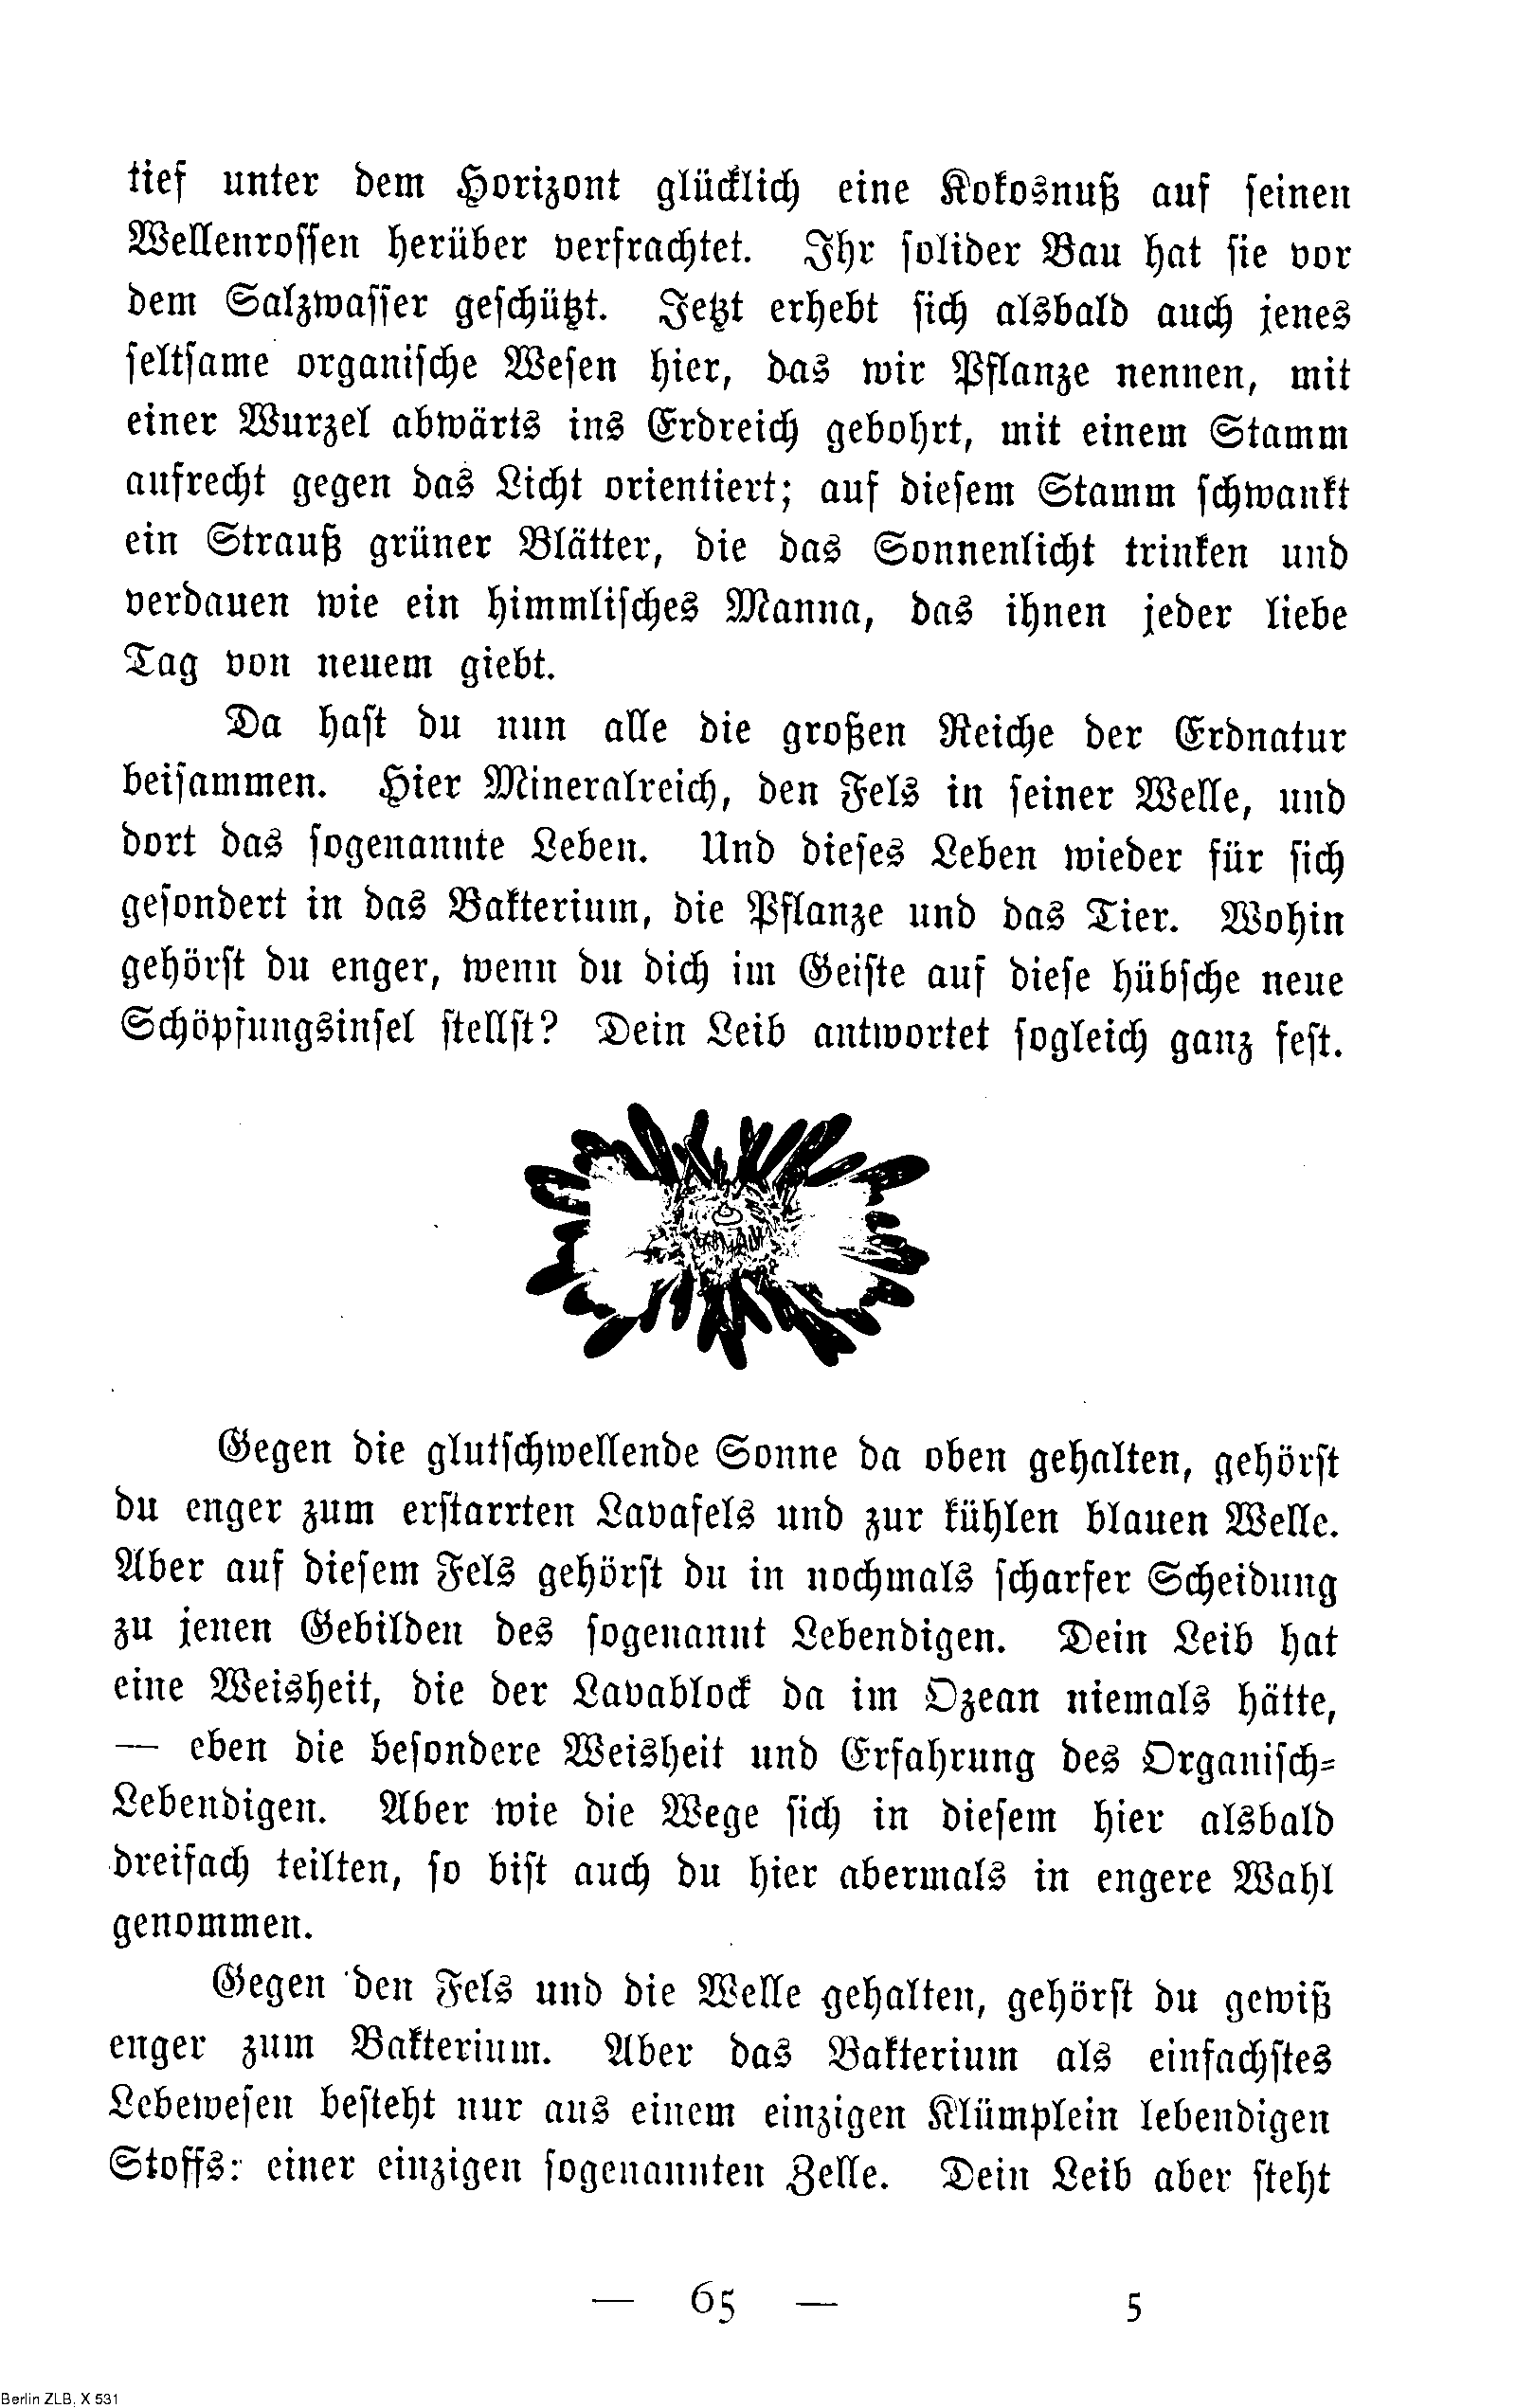 tief unter dem Horizont glücklich eine Kokosnuß auf ſeinen
Wellenroſſen herüber verfrachtet. Ihr ſolider Bau hat ſie vor
dem Salzwaſſer geſchützt. Jetzt erhebt ſich alsbald auch jenes
ſeltſame organiſche Weſen hier, das wir Pflanze nennen, mit
einer Wurzel abwärts ins Erdreich gebohrt, mit einem Stamm
aufrecht gegen das Licht orientiert; auf dieſem Stamm ſchwankt
ein Strauß grüner Blätter, die das Sonnenlicht trinken und
verdauen wie ein himmliſches Manna, das ihnen jeder liebe
Tag von neuem giebt.
Da haſt du nun alle die großen Reiche der Erdnatur
beiſammen. Hier Mineralreich, den Fels in ſeiner Welle, und
dort das ſogenannte Leben. Und dieſes Leben wieder für ſich
geſondert in das Bakterium, die Pflanze und das Tier. Wohin
gehörſt du enger, wenn du dich im Geiſte auf dieſe hübſche neue
Schöpfungsinſel ſtellſt? Dein Leib antwortet ſogleich ganz feſt.
Gegen die glutſchwellende Sonne da oben gehalten, gehörſt
du enger zum erſtarrten Lavafels und zur kühlen blauen Welle.
Aber auf dieſem Fels gehörſt du in nochmals ſcharfer Scheidung
zu jenen Gebilden des ſogenannt Lebendigen. Dein Leib hat
eine Weisheit, die der Lavablock da im Ozean niemals hätte,
— eben die beſondere Weisheit und Erfahrung des Organiſch⸗
Lebendigen. Aber wie die Wege ſich in dieſem hier alsbald
dreifach teilten, ſo biſt auch du hier abermals in engere Wahl
genommen.
Gegen den Fels und die Welle gehalten, gehörſt du gewiß
enger zum Bakterium. Aber das Bakterium als einfachſtes
Lebeweſen beſteht nur aus einem einzigen Klümplein lebendigen
Stoffs: einer einzigen ſogenannten Zelle. Dein Leib aber ſteht
— 65 — 5
Berlin ZLB, X 531